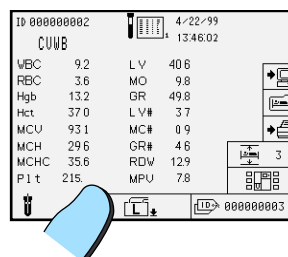 ID 000000002 4/22/99
CUWB 1 13:46:02
WBC 9.2 LY 40 6
RBC 3.6 MO 9.8
Hgb 13.2 GR 49.8
Hct 37 0 LY# 3 7
MCV 93 1 MC# 0 9
MCH 29 6 GR# 4 6
MCHC 35.6 RDW 12.9 3
Plt 215. MPV 7.8
L ID 000000003